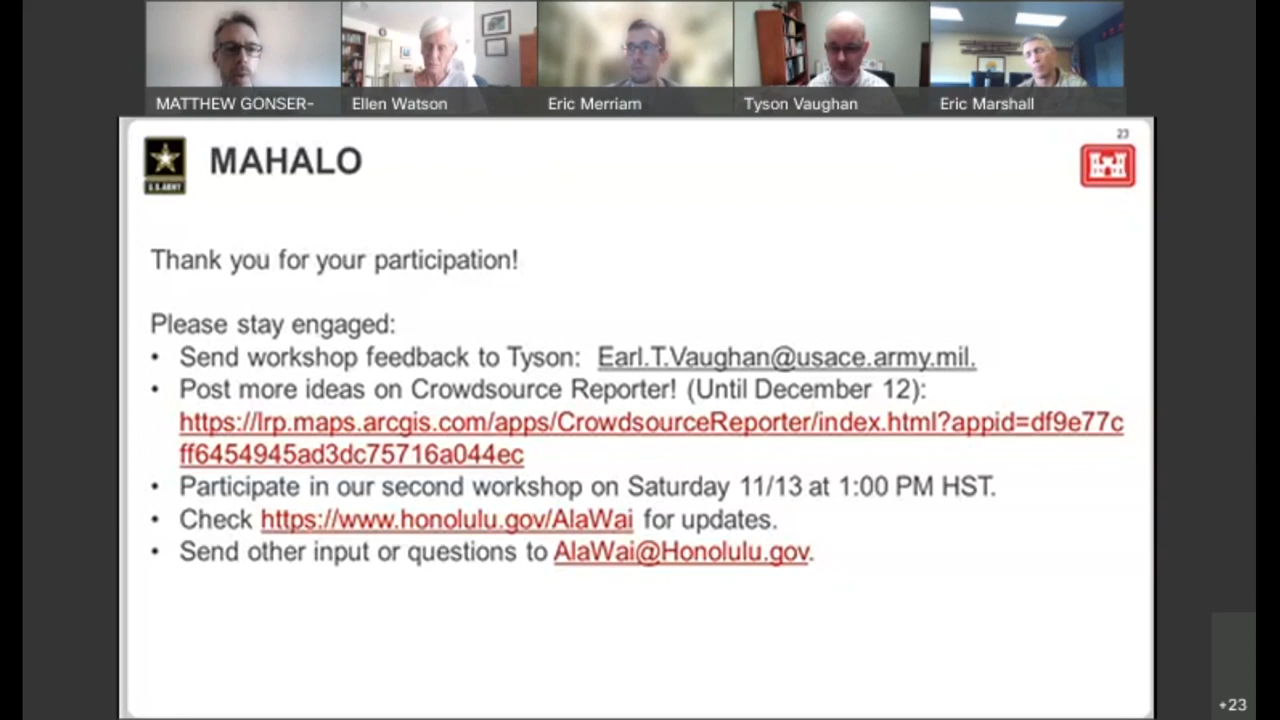 MATTHEW GONSER-
Ellen Watson
Eric Merriam
Tyson Vaughan
Eric Marshall
23
U.S.ARMY
MAHALO
Thank you for your participation!
Please stay engaged:
• Send workshop feedback to Tyson: Earl.T.Vaughan@usace.army.mil.
• Post more ideas on Crowdsource Reporter! (Until December 12):
https://lrp.maps.arcgis.com/apps/CrowdsourceReporter/index.html?appid=df9e77c
ff6454945ad3dc75716a044ec
• Participate in our second workshop on Saturday 11/13 at 1:00 PM HST.
• Check https://www.honolulu.gov/AlaWai for updates.
• Send other input or questions to AlaWai@Honolulu.gov.
+23